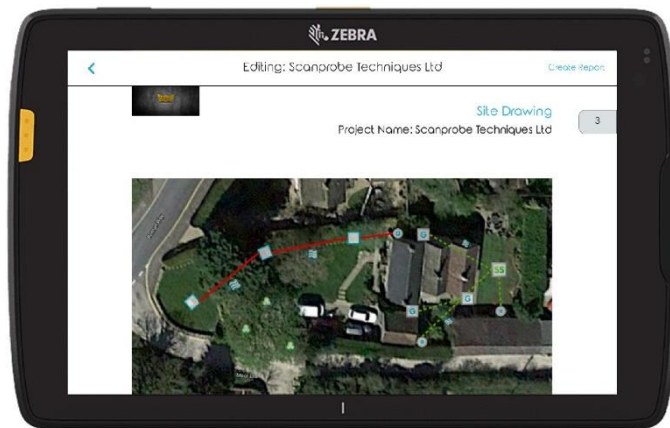 ZEBRA
Editing: Scanprobe Techniques Ltd
Create Report
Site Drawing
Project Name: Scanprobe Techniques Ltd
3
G
SS
G
G